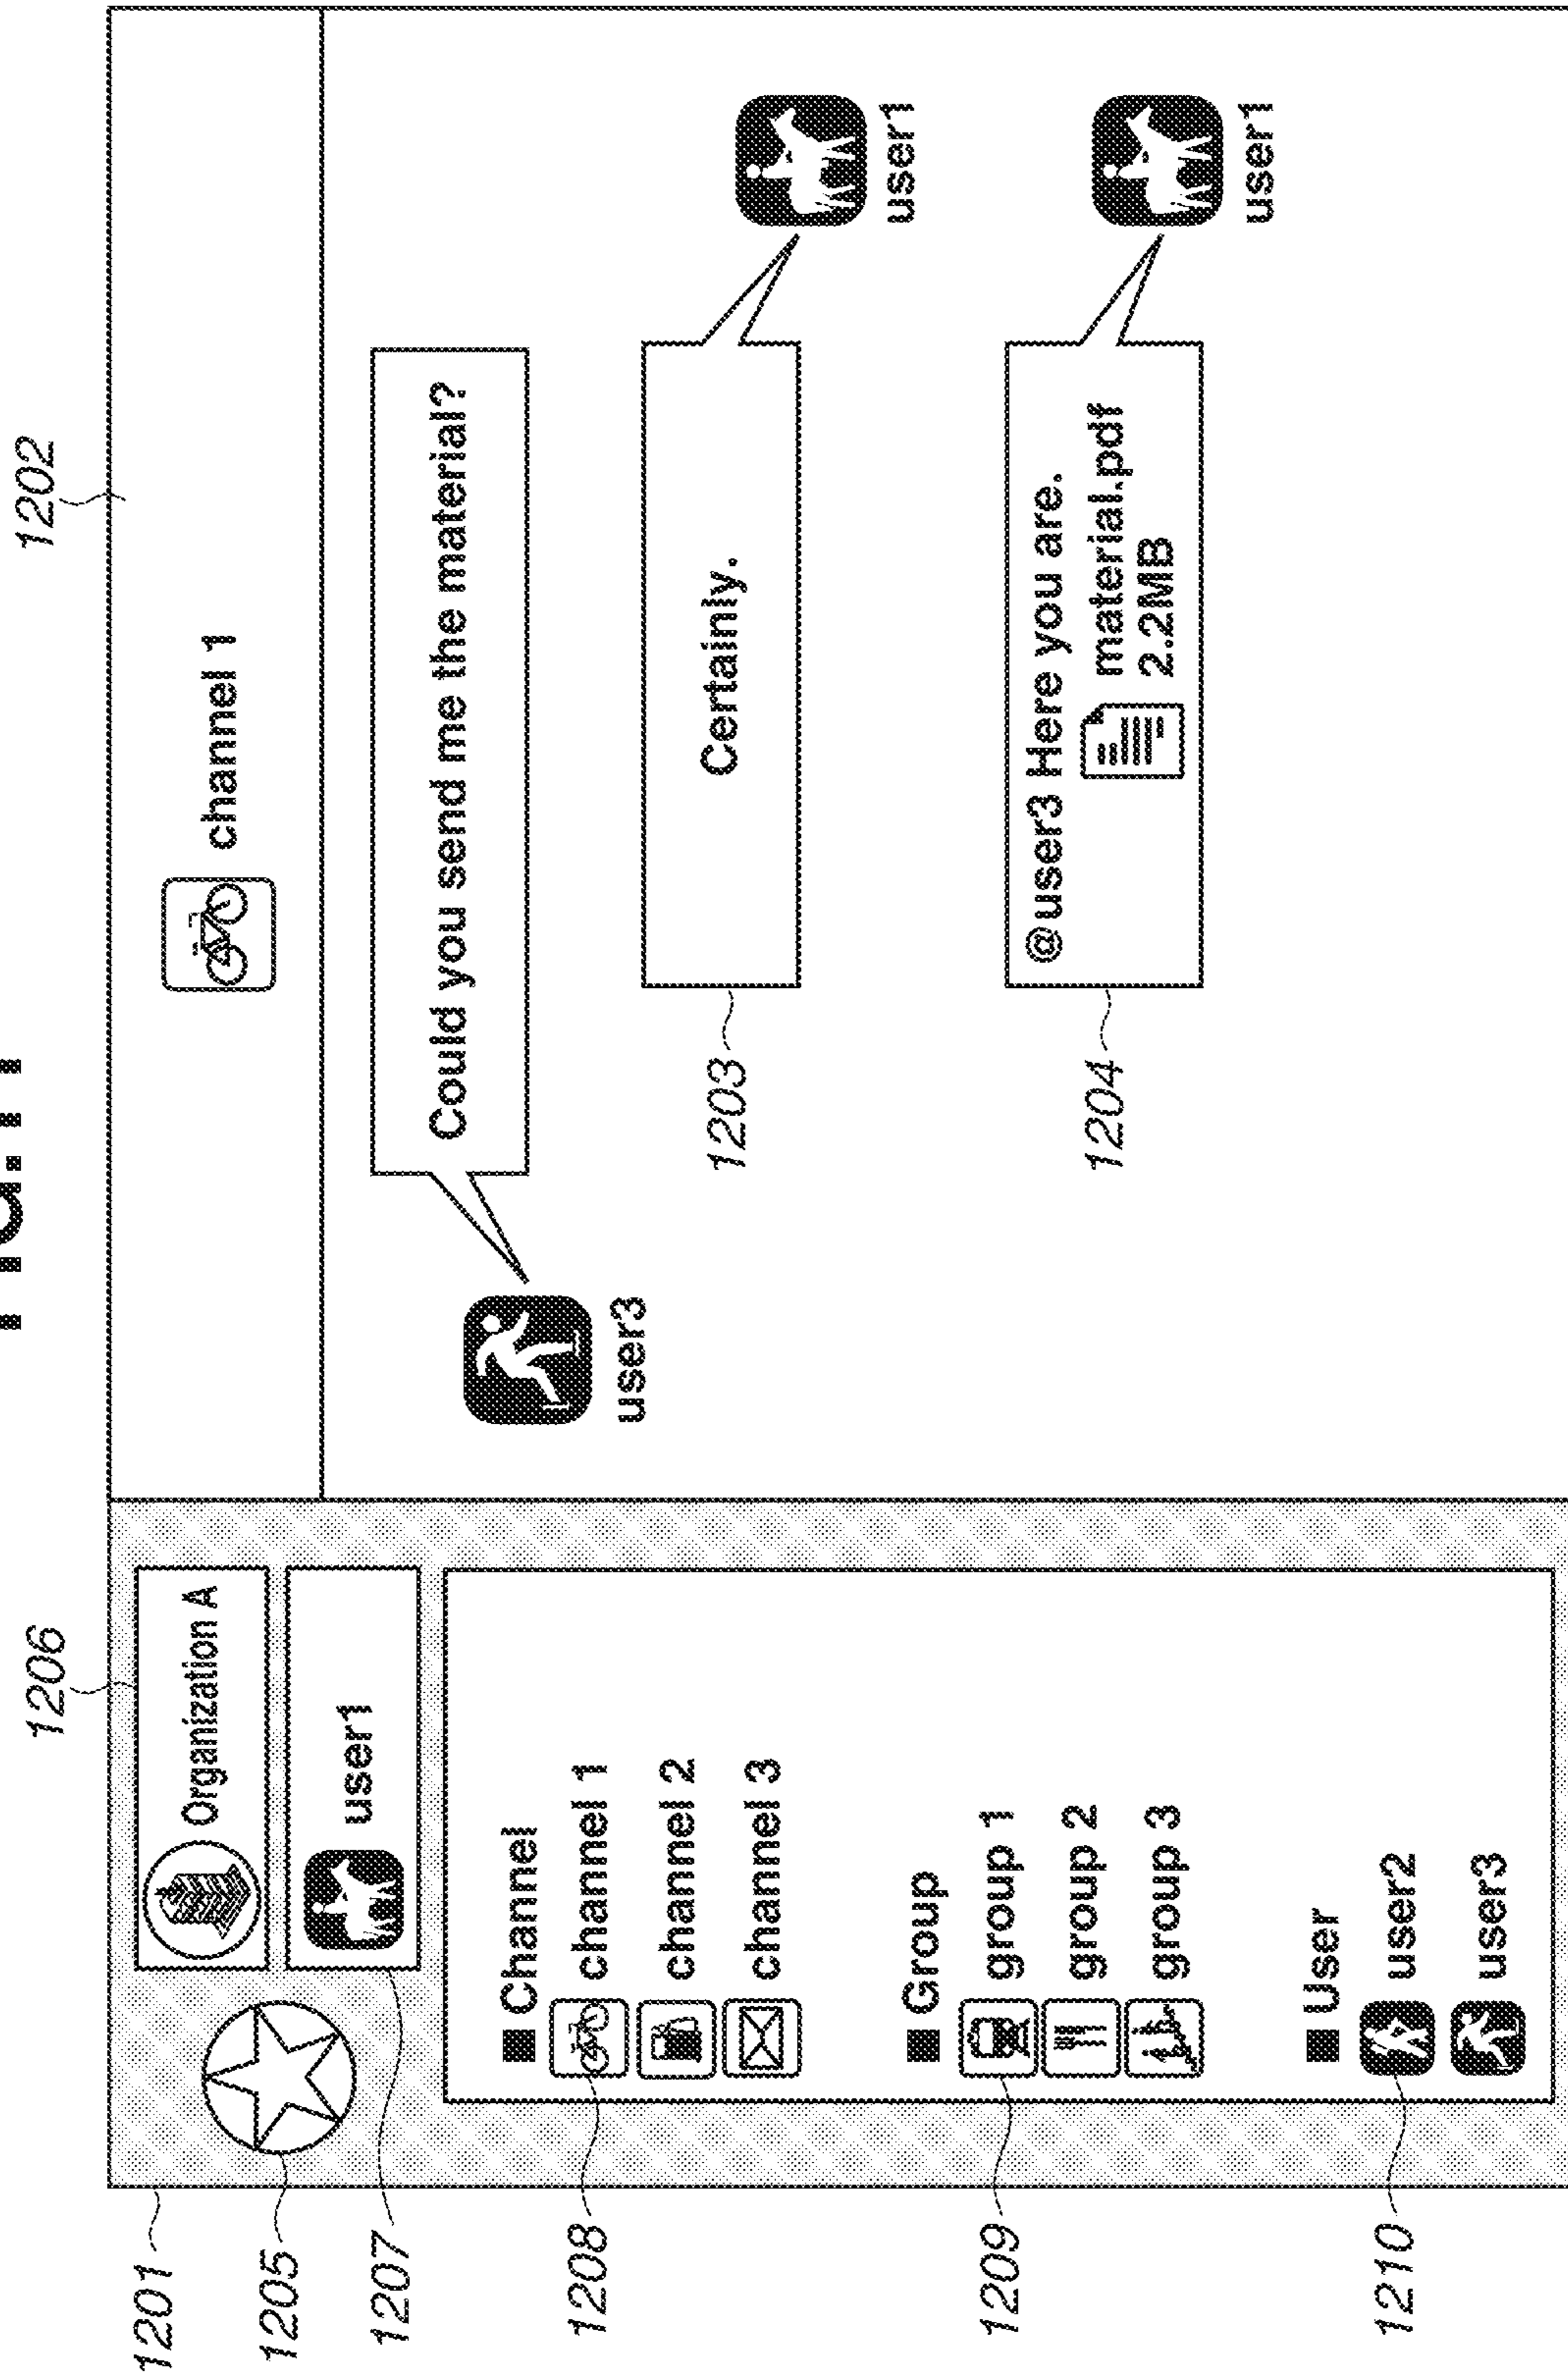 1202
1206
1201
1205
1207
Organization A
user1
Channel
1208
channel 1
channel 2
channel 3
Group
1209
group 1
group 2
group 3
User
1210
user2
user3
channel 1
Could you send me the material?
user3
Certainly.
1203
user1
@user3 Here you are.
material.pdf
2.2MB
1204
user1